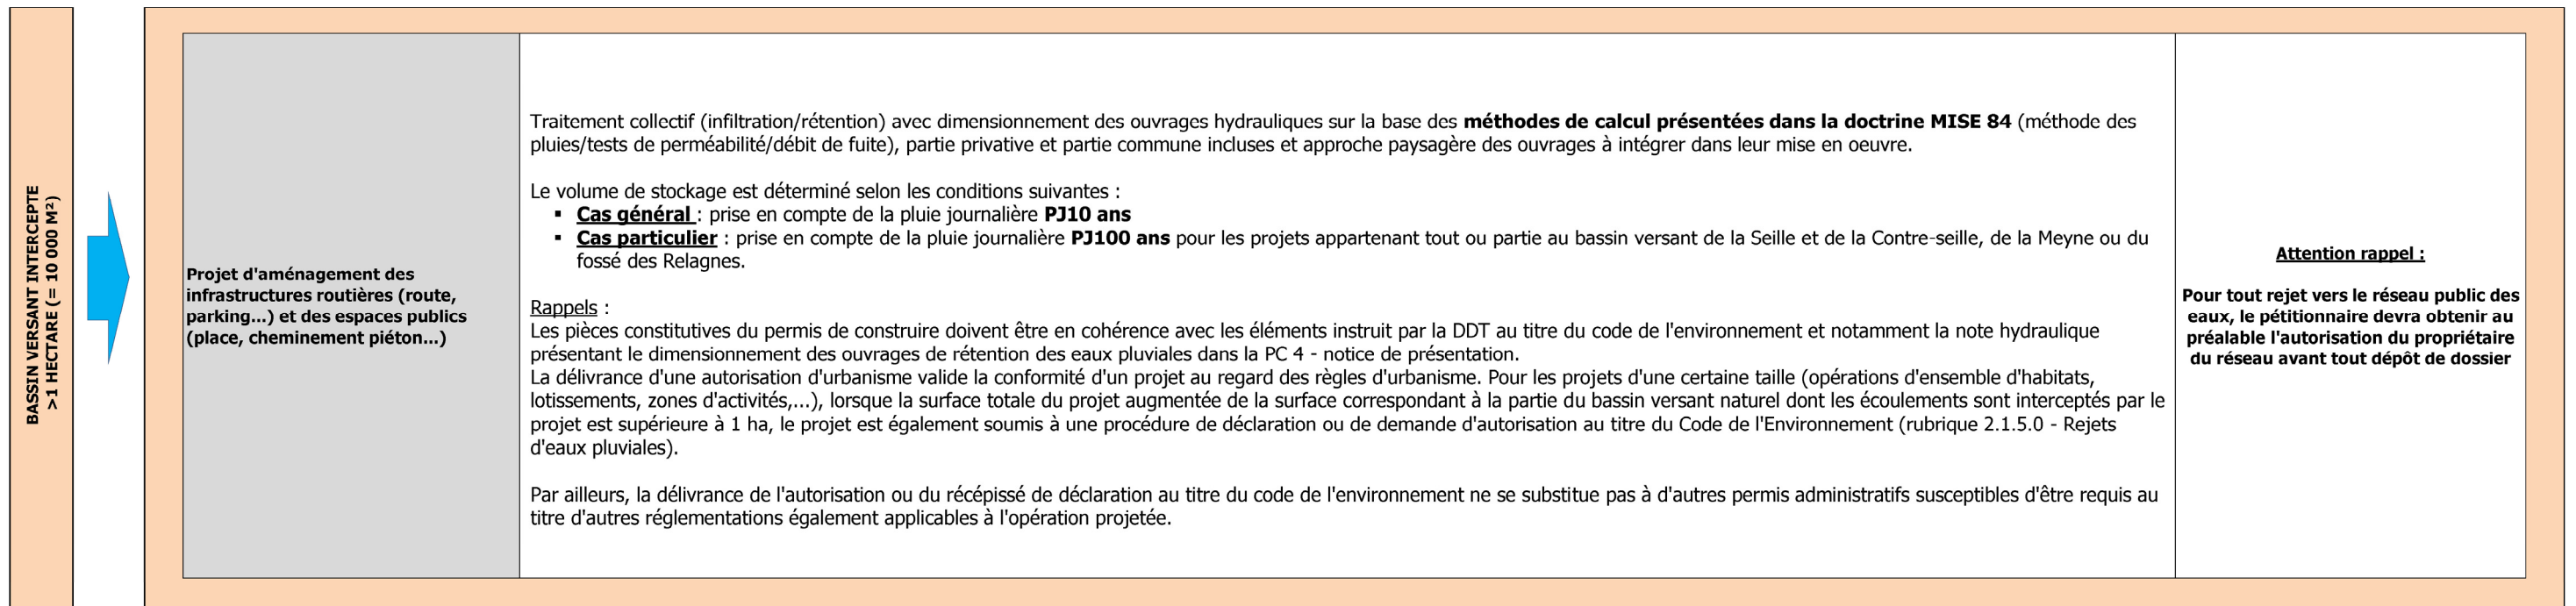 BASSIN VERSANT INTERCEPTE
>1 HECTARE (= 10 000 M²)
Projet d'aménagement des
infrastructures routières (route,
parking...) et des espaces publics
(place, cheminement piéton...)
Traitement collectif (infiltration/rétention) avec dimensionnement des ouvrages hydrauliques sur la base des méthodes de calcul présentées dans la doctrine MISE 84 (méthode des
pluies/tests de perméabilité/débit de fuite), partie privative et partie commune incluses et approche paysagère des ouvrages à intégrer dans leur mise en oeuvre.
Le volume de stockage est déterminé selon les conditions suivantes :
▪ Cas général : prise en compte de la pluie journalière PJ10 ans
▪ Cas particulier : prise en compte de la pluie journalière PJ100 ans pour les projets appartenant tout ou partie au bassin versant de la Seille et de la Contre-seille, de la Meyne ou du
fossé des Relagnes.
Rappels :
Les pièces constitutives du permis de construire doivent être en cohérence avec les éléments instruit par la DDT au titre du code de l'environnement et notamment la note hydraulique
présentant le dimensionnement des ouvrages de rétention des eaux pluviales dans la PC 4 - notice de présentation.
La délivrance d'une autorisation d'urbanisme valide la conformité d'un projet au regard des règles d'urbanisme. Pour les projets d'une certaine taille (opérations d'ensemble d'habitats,
lotissements, zones d'activités,...), lorsque la surface totale du projet augmentée de la surface correspondant à la partie du bassin versant naturel dont les écoulements sont interceptés par le
projet est supérieure à 1 ha, le projet est également soumis à une procédure de déclaration ou de demande d'autorisation au titre du Code de l'Environnement (rubrique 2.1.5.0 - Rejets
d'eaux pluviales).
Par ailleurs, la délivrance de l'autorisation ou du récépissé de déclaration au titre du code de l'environnement ne se substitue pas à d'autres permis administratifs susceptibles d'être requis au
titre d'autres réglementations également applicables à l'opération projetée.
Attention rappel :
Pour tout rejet vers le réseau public des
eaux, le pétitionnaire devra obtenir au
préalable l'autorisation du propriétaire
du réseau avant tout dépôt de dossier